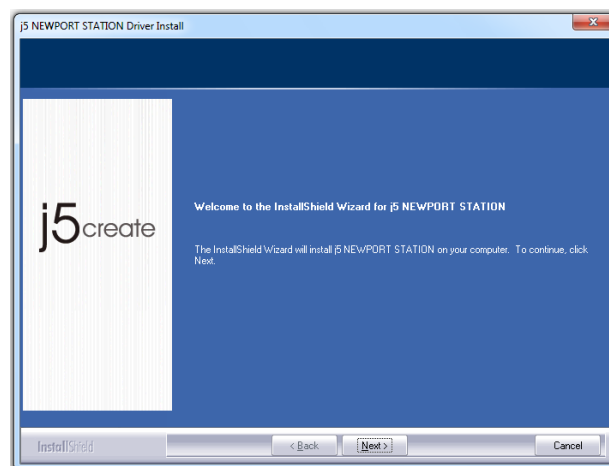 j5 NEWPORT STATION Driver Install
j5create
Welcome to the InstallShield Wizard for j5 NEWPORT STATION
The InstallShield Wizard will install j5 NEWPORT STATION on your computer. To continue, click
Next.
InstallShield
< Back
Next >
Cancel